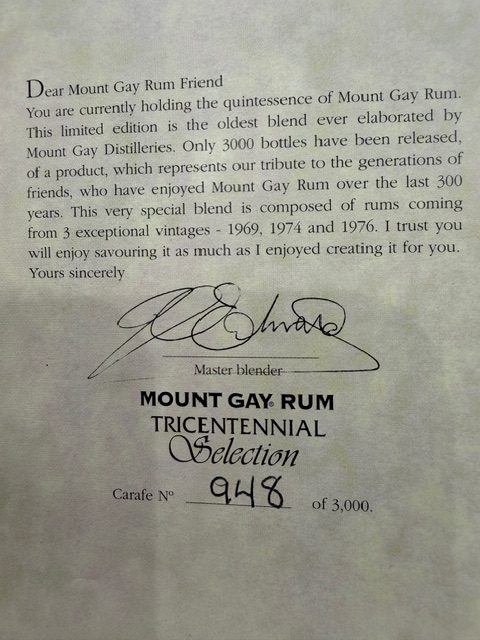 Dear Mount Gay Rum Friend
You are currently holding the quintessence of Mount Gay Rum.
This limited edition is the oldest blend ever elaborated by
Mount Gay Distilleries. Only 3000 bottles have been released,
of a product, which represents our tribute to the generations of
friends, who have enjoyed Mount Gay Rum over the last 300
years. This very special blend is composed of rums coming
from 3 exceptional vintages - 1969, 1974 and 1976. I trust you
will enjoy savouring it as much as I enjoyed creating it for you.
Yours sincerely
Master blender
MOUNT GAY® RUM
TRICENTENNIAL
Selection
Carafe Nº 948 of 3,000.